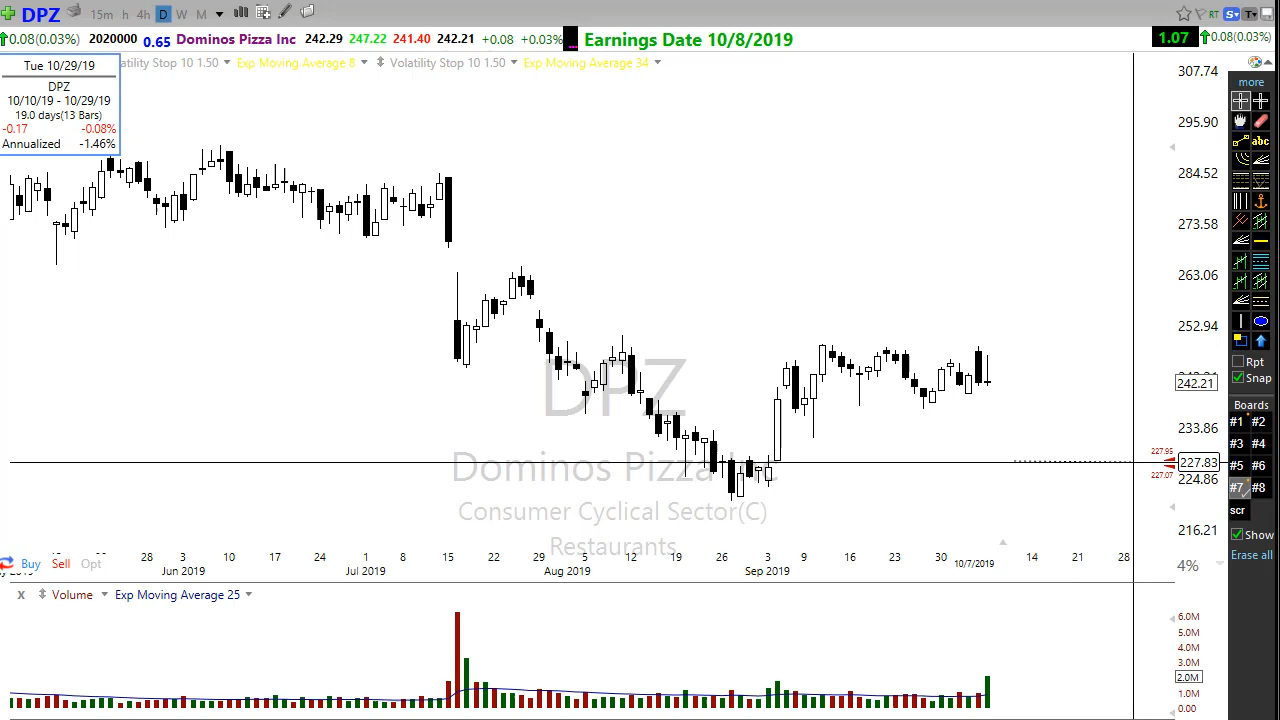 DPZ 15m h 4h D W M RT S T
0.08(0.03%) 2020000 0.65 Dominos Pizza Inc 242.29 247.22 241.40 242.21 +0.08 +0.03% Earnings Date 10/8/2019 1.07 0.08(0.03%)
Tue 10/29/19
DPZ
10/10/19 - 10/29/19
19.0 days(13 Bars)
-0.17 -0.08%
Annualized -1.46%
latility Stop 10 1.50 Exp Moving Average 8 Volatility Stop 10 1.50 Exp Moving Average 34
307.74
295.90
284.52
273.58
263.06
252.94
242.21
233.86
227.95
227.83
227.07
224.86
216.21
DPZ
Dominos Pizza Inc
Consumer Cyclical Sector(C)
Restaurants
28 3 10 17 24 1 8 15 22 29 5 12 19 26 3 9 16 23 30 10/7/2019 14 21 28
Jun 2019 Jul 2019 Aug 2019 Sep 2019
Buy Sell Opt
4%
x Volume Exp Moving Average 25
6.0M
5.0M
4.0M
3.0M
2.0M
1.0M
0.00
more
abc
Rpt
Snap
Boards
#1 #2
#3 #4
#5 #6
#7 #8
scr
Show
Erase all